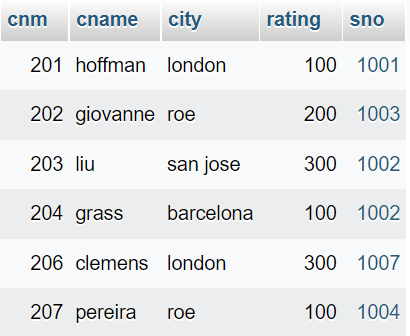 cnm cname city rating sno
201 hoffman london 100 1001
202 giovanne roe 200 1003
203 liu san jose 300 1002
204 grass barcelona 100 1002
206 clemens london 300 1007
207 pereira roe 100 1004